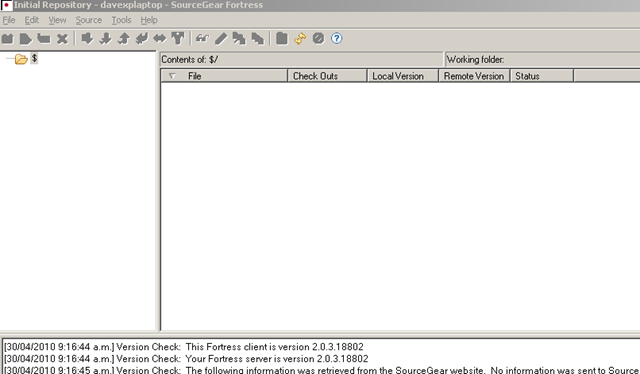 Initial Repository - davexplaptop - SourceGear Fortress
File Edit View Source Tools Help
$ Contents of: $/ Working folder:
File Check Outs Local Version Remote Version Status
[30/04/2010 9:16:44 a.m.] Version Check: This Fortress client is version 2.0.3.18802
[30/04/2010 9:16:44 a.m.] Version Check: Your Fortress server is version 2.0.3.18802
[30/04/2010 9:16:45 a.m.] Version Check: The following information was retrieved from the SourceGear website. No information was sent to Source